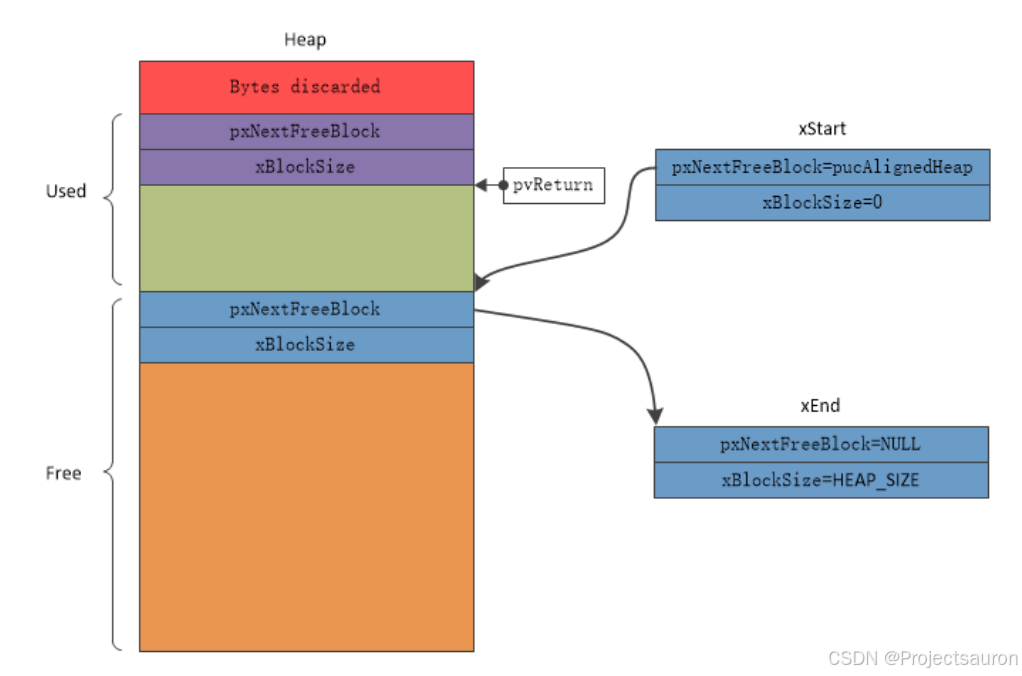 Heap
Bytes discarded
pxNextFreeBlock
xBlockSize
Used
pvReturn
xStart
pxNextFreeBlock=pucAlignedHeap
xBlockSize=0
pxNextFreeBlock
xBlockSize
Free
xEnd
pxNextFreeBlock=NULL
xBlockSize=HEAP_SIZE
CSDN @Projectsauron